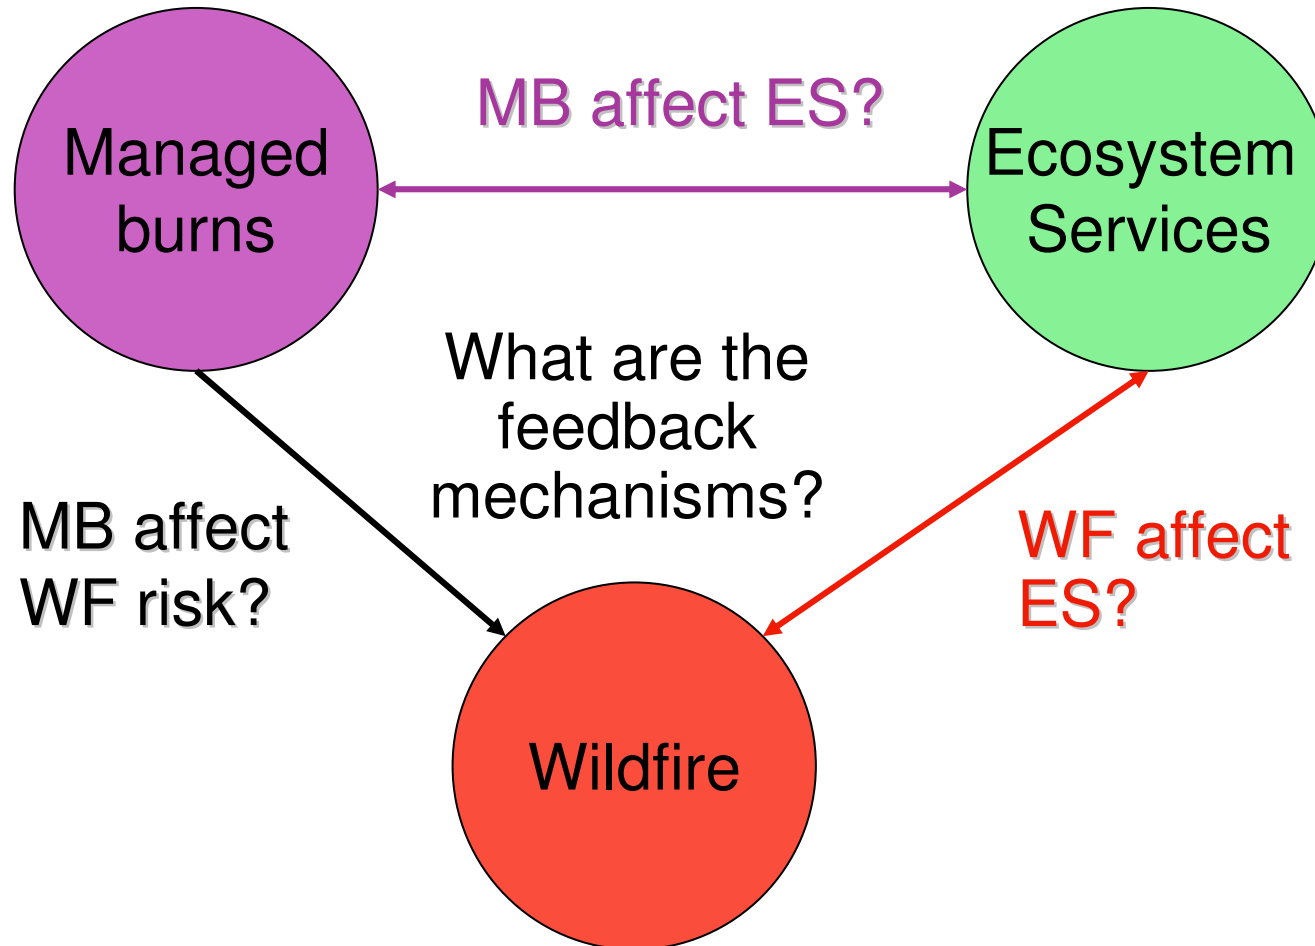 MB affect ES?
Managed
burns
Ecosystem
Services
What are the
feedback
mechanisms?
MB affect
WF risk?
WF affect
ES?
Wildfire